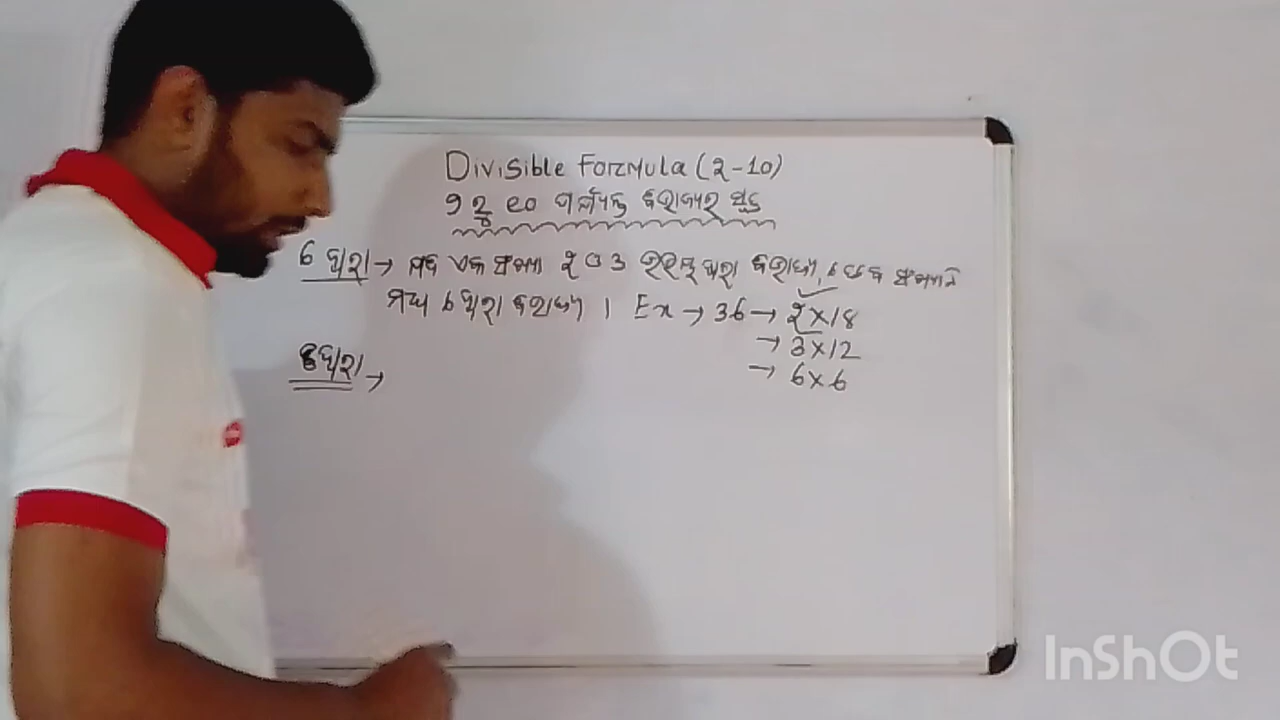 Divisible Formula (2-10)
୨ ରୁ ୧୦ ପର୍ଯ୍ୟନ୍ତ ବିଭାଜ୍ୟର ସୂତ୍ର
6 ଦ୍ୱାରା → ଯଦି ଏକ ସଂଖ୍ୟା 2 ଓ 3 ଦ୍ୱାରା ବିଭାଜ୍ୟ, ତେବେ ସଂଖ୍ୟାଟି
ମଧ୍ୟ 6 ଦ୍ୱାରା ବିଭାଜ୍ୟ । Ex → 36 → 2×18
→ 3×12
→ 6×6
8 ଦ୍ୱାରା →
InShOt